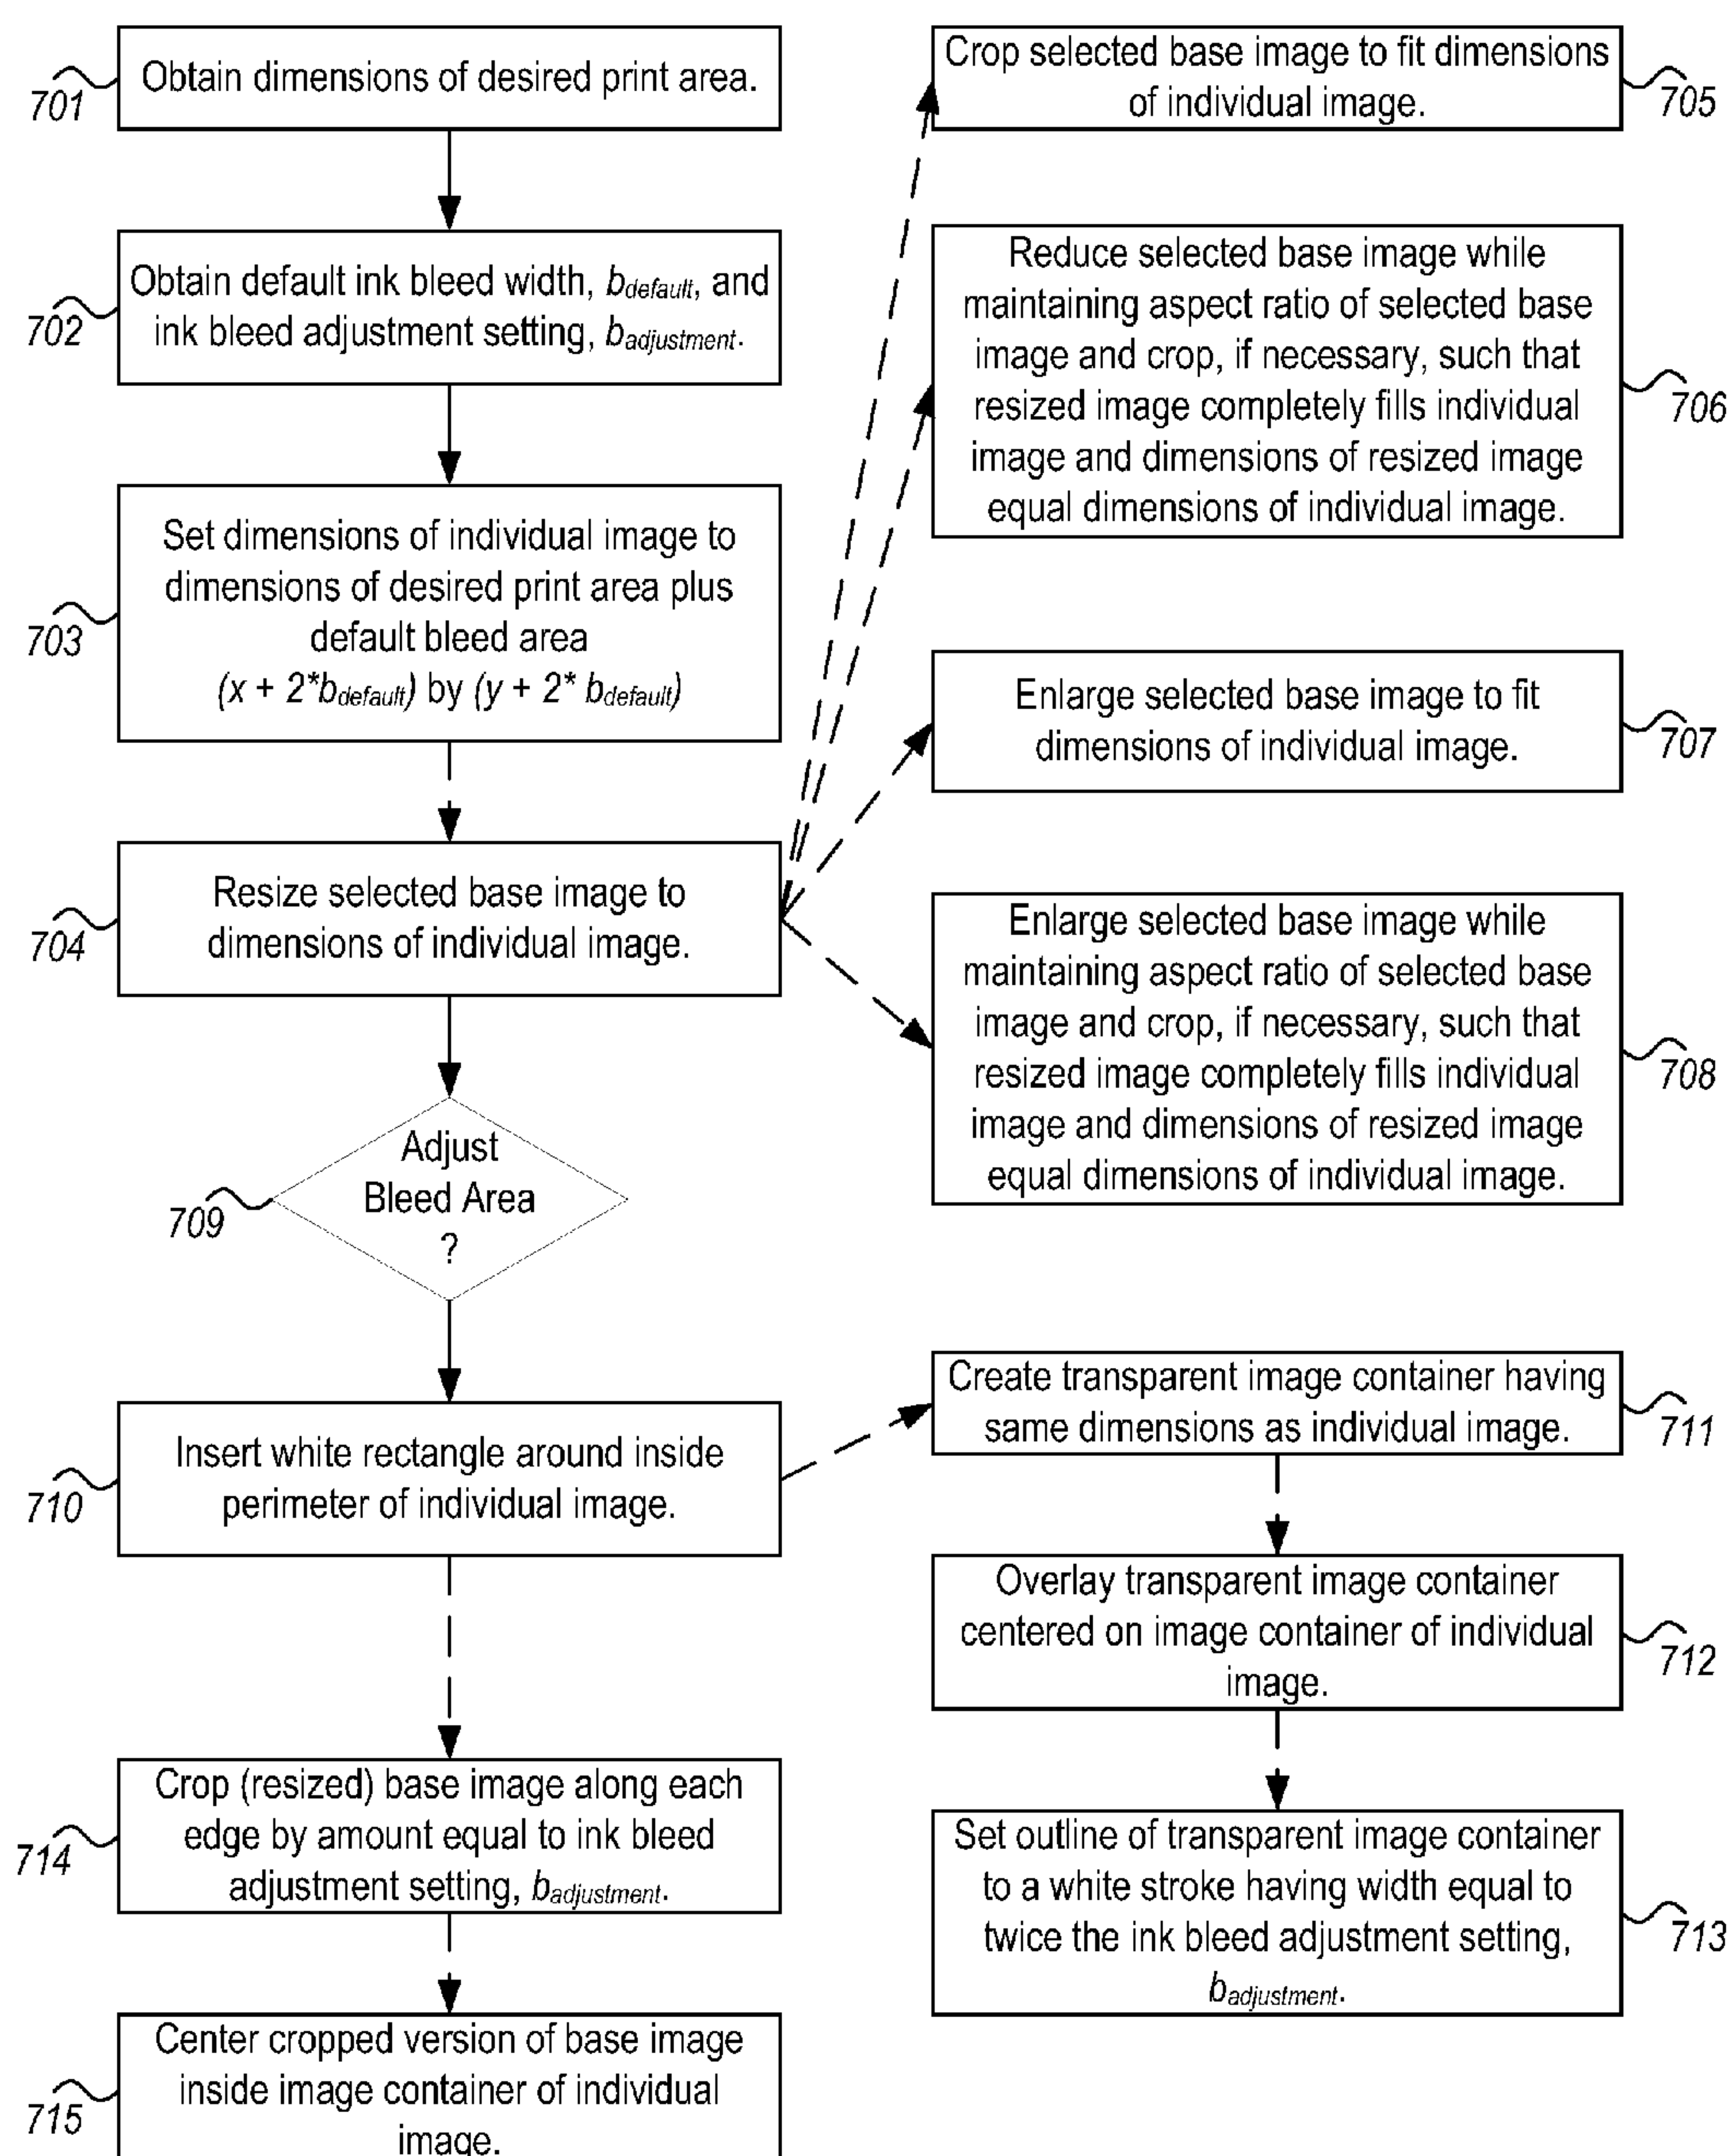 701
Obtain dimensions of desired print area.
702
Obtain default ink bleed width, bdefault, and
ink bleed adjustment setting, badjustment.
703
Set dimensions of individual image to
dimensions of desired print area plus
default bleed area
(x + 2*bdefault) by (y + 2* bdefault)
704
Resize selected base image to
dimensions of individual image.
Crop selected base image to fit dimensions
of individual image.
705
Reduce selected base image while
maintaining aspect ratio of selected base
image and crop, if necessary, such that
resized image completely fills individual
image and dimensions of resized image
equal dimensions of individual image.
706
Enlarge selected base image to fit
dimensions of individual image.
707
Enlarge selected base image while
maintaining aspect ratio of selected base
image and crop, if necessary, such that
resized image completely fills individual
image and dimensions of resized image
equal dimensions of individual image.
708
709
Adjust
Bleed Area
?
710
Insert white rectangle around inside
perimeter of individual image.
Create transparent image container having
same dimensions as individual image.
711
Overlay transparent image container
centered on image container of individual
image.
712
Set outline of transparent image container
to a white stroke having width equal to
twice the ink bleed adjustment setting,
badjustment.
713
714
Crop (resized) base image along each
edge by amount equal to ink bleed
adjustment setting, badjustment.
715
Center cropped version of base image
inside image container of individual
image.